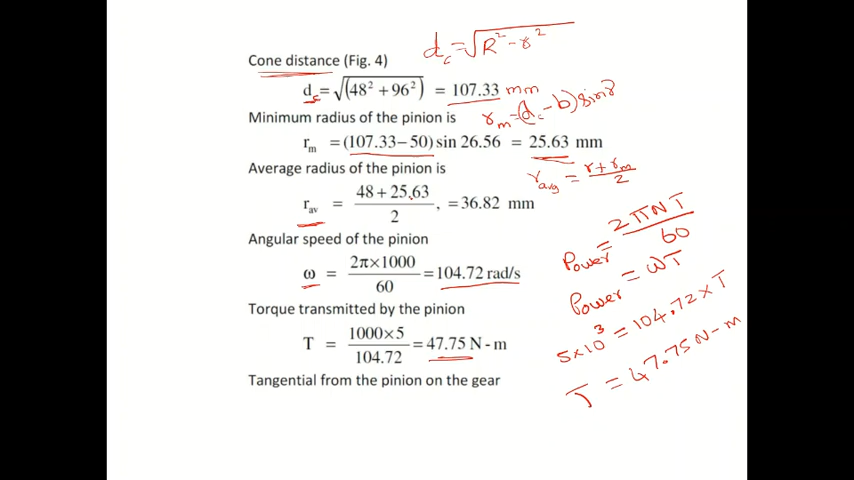 d_c = √R² − r²
Cone distance (Fig. 4)
d_c = √(48² + 96²) = 107.33 mm
Minimum radius of the pinion is
r_m = (d_c − b) sin γ
r_m = (107.33 − 50) sin 26.56 = 25.63 mm
Average radius of the pinion is
r_avg = r + r_m / 2
r_av = 48 + 25.63 / 2 , = 36.82 mm
Angular speed of the pinion
Power = 2πNT / 60
ω = 2π×1000 / 60 = 104.72 rad/s
Power = ωT
Torque transmitted by the pinion
5×10³ = 104.72 × T
T = 1000×5 / 104.72 = 47.75 N - m
T = 47.75 N - m
Tangential from the pinion on the gear